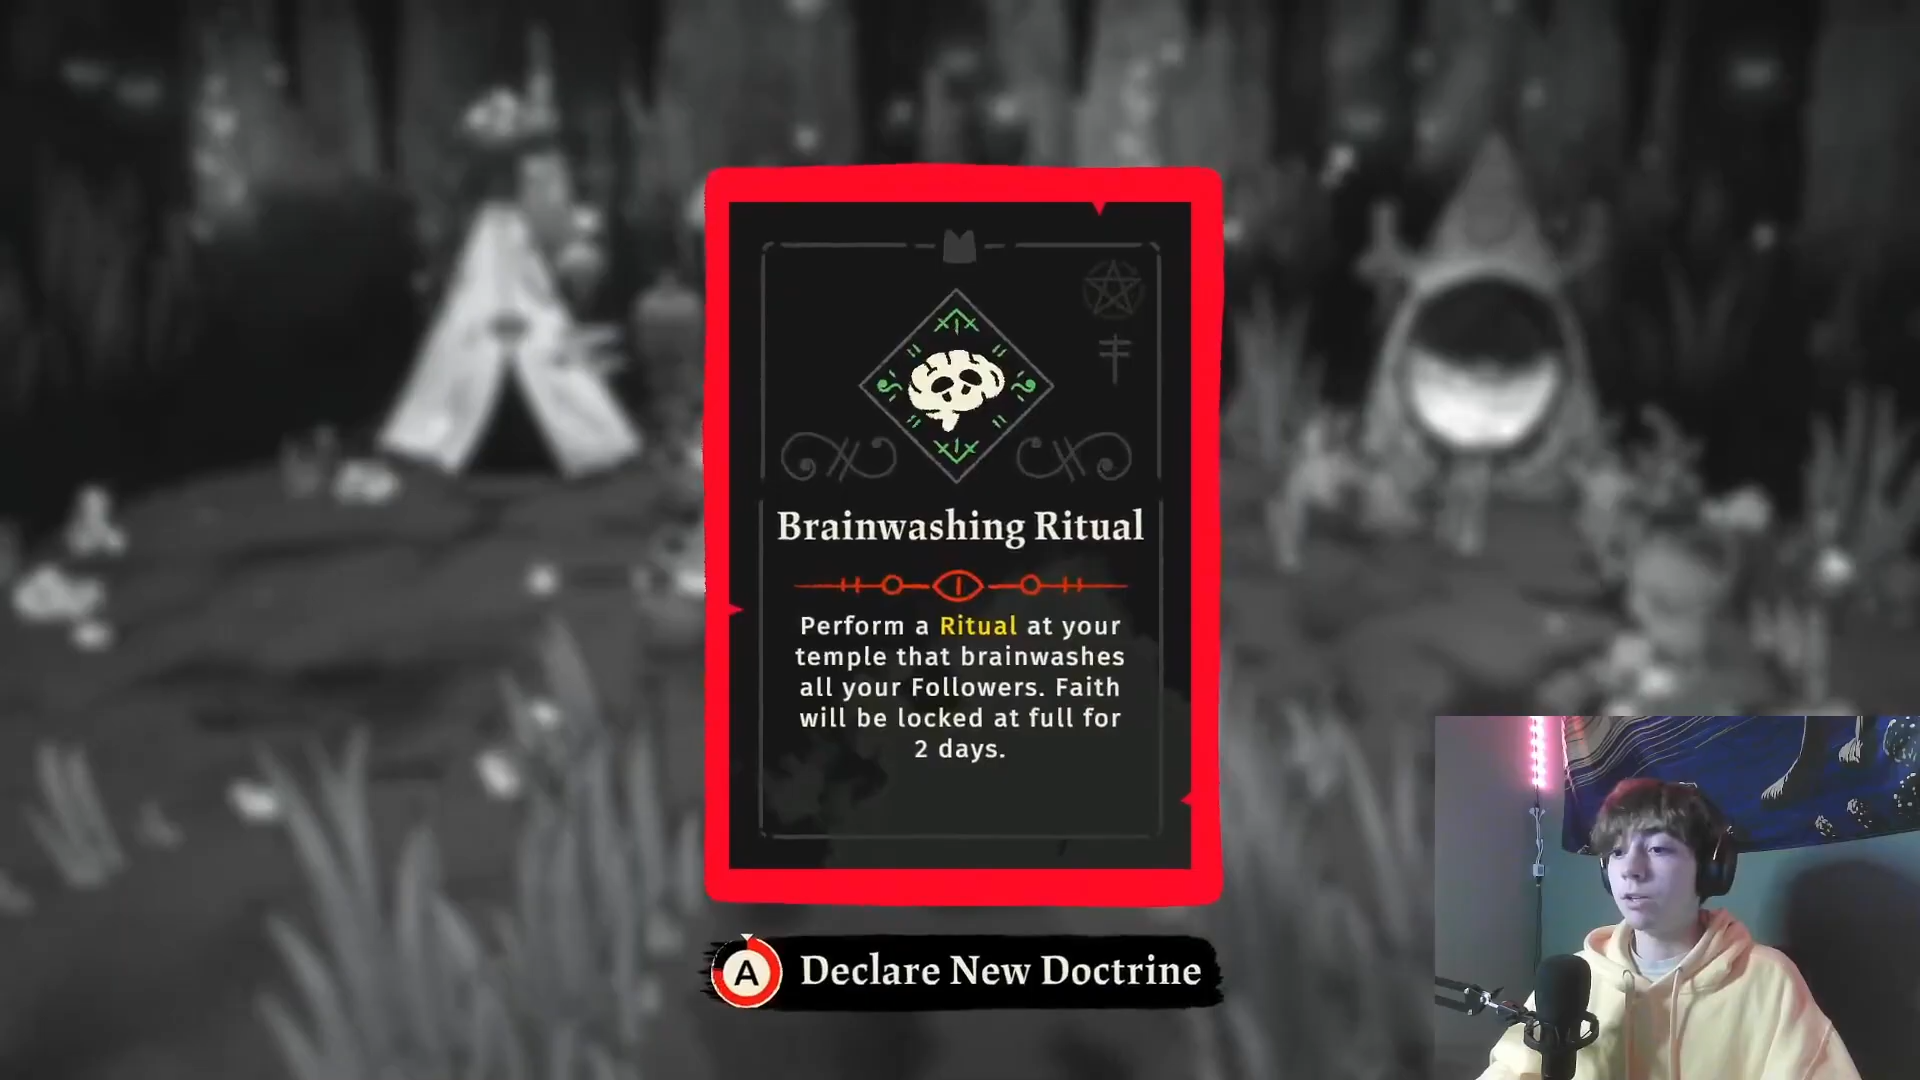 Brainwashing Ritual
Perform a Ritual at your
temple that brainwashes
all your Followers. Faith
will be locked at full for
2 days.
A Declare New Doctrine